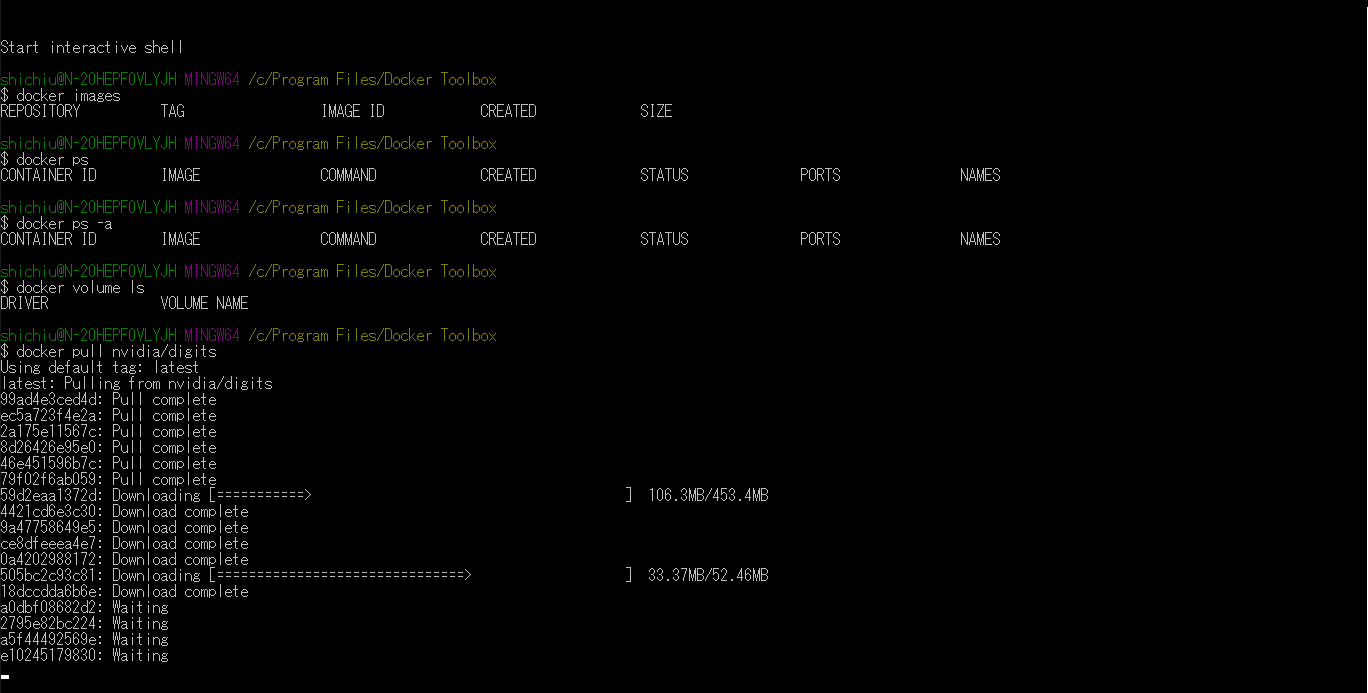 Start interactive shell
shichiu@N-20HEPF0VLYJH MINGW64 /c/Program Files/Docker Toolbox
$ docker images
REPOSITORY TAG IMAGE ID CREATED SIZE
shichiu@N-20HEPF0VLYJH MINGW64 /c/Program Files/Docker Toolbox
$ docker ps
CONTAINER ID IMAGE COMMAND CREATED STATUS PORTS NAMES
shichiu@N-20HEPF0VLYJH MINGW64 /c/Program Files/Docker Toolbox
$ docker ps -a
CONTAINER ID IMAGE COMMAND CREATED STATUS PORTS NAMES
shichiu@N-20HEPF0VLYJH MINGW64 /c/Program Files/Docker Toolbox
$ docker volume ls
DRIVER VOLUME NAME
shichiu@N-20HEPF0VLYJH MINGW64 /c/Program Files/Docker Toolbox
$ docker pull nvidia/digits
Using default tag: latest
latest: Pulling from nvidia/digits
99ad4e3ced4d: Pull complete
ec5a723f4e2a: Pull complete
2a175e11567c: Pull complete
8d26426e95e0: Pull complete
46e451596b7c: Pull complete
79f02f6ab059: Pull complete
59d2eaa1372d: Downloading [===========> ] 106.3MB/453.4MB
4421cd6e3c30: Download complete
9a47758649e5: Download complete
ce8dfeeea4e7: Download complete
0a4202988172: Download complete
505bc2c93c81: Downloading [===============================> ] 33.37MB/52.46MB
18dccdda6b6e: Download complete
a0dbf08682d2: Waiting
2795e82bc224: Waiting
a5f44492569e: Waiting
e10245179830: Waiting